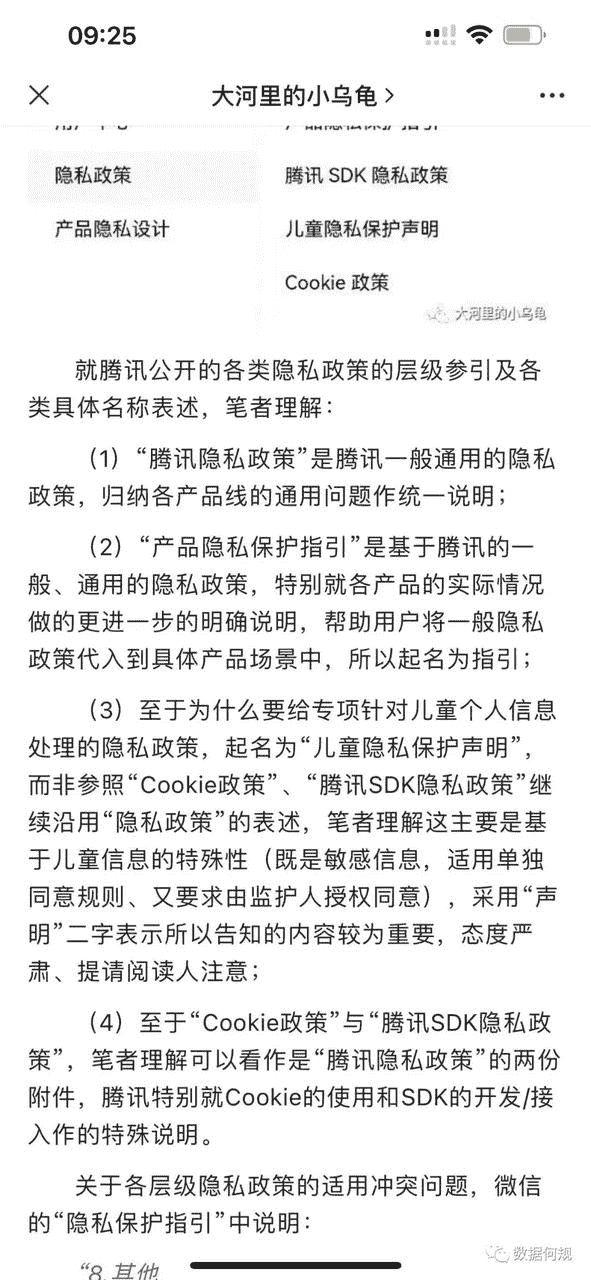 09:25
大河里的小乌龟
隐私政策
腾讯 SDK 隐私政策
产品隐私设计
儿童隐私保护声明
Cookie 政策
大河里的小乌龟
就腾讯公开的各类隐私政策的层级参引及各
类具体名称表述，笔者理解：
（1）“腾讯隐私政策”是腾讯一般通用的隐私
政策，归纳各产品线的通用问题作统一说明；
（2）“产品隐私保护指引”是基于腾讯的一
般、通用的隐私政策，特别就各产品的实际情况
做的更进一步的明确说明，帮助用户将一般隐私
政策代入到具体产品场景中，所以起名为指引；
（3）至于为什么要给专项针对儿童个人信息
处理的隐私政策，起名为“儿童隐私保护声明”，
而非参照“Cookie政策”、“腾讯SDK隐私政策”继
续沿用“隐私政策”的表述，笔者理解这主要是基
于儿童信息的特殊性（既是敏感信息，适用单独
同意规则、又要求由监护人授权同意），采用“声
明”二字表示所以告知的内容较为重要，态度严
肃、提请阅读人注意；
（4）至于“Cookie政策”与“腾讯SDK隐私政
策”，笔者理解可以看作是“腾讯隐私政策”的两份
附件，腾讯特别就Cookie的使用和SDK的开发/接
入作的特殊说明。
关于各层级隐私政策的适用冲突问题，微信
的“隐私保护指引”中说明：
“8.其他
数据何规